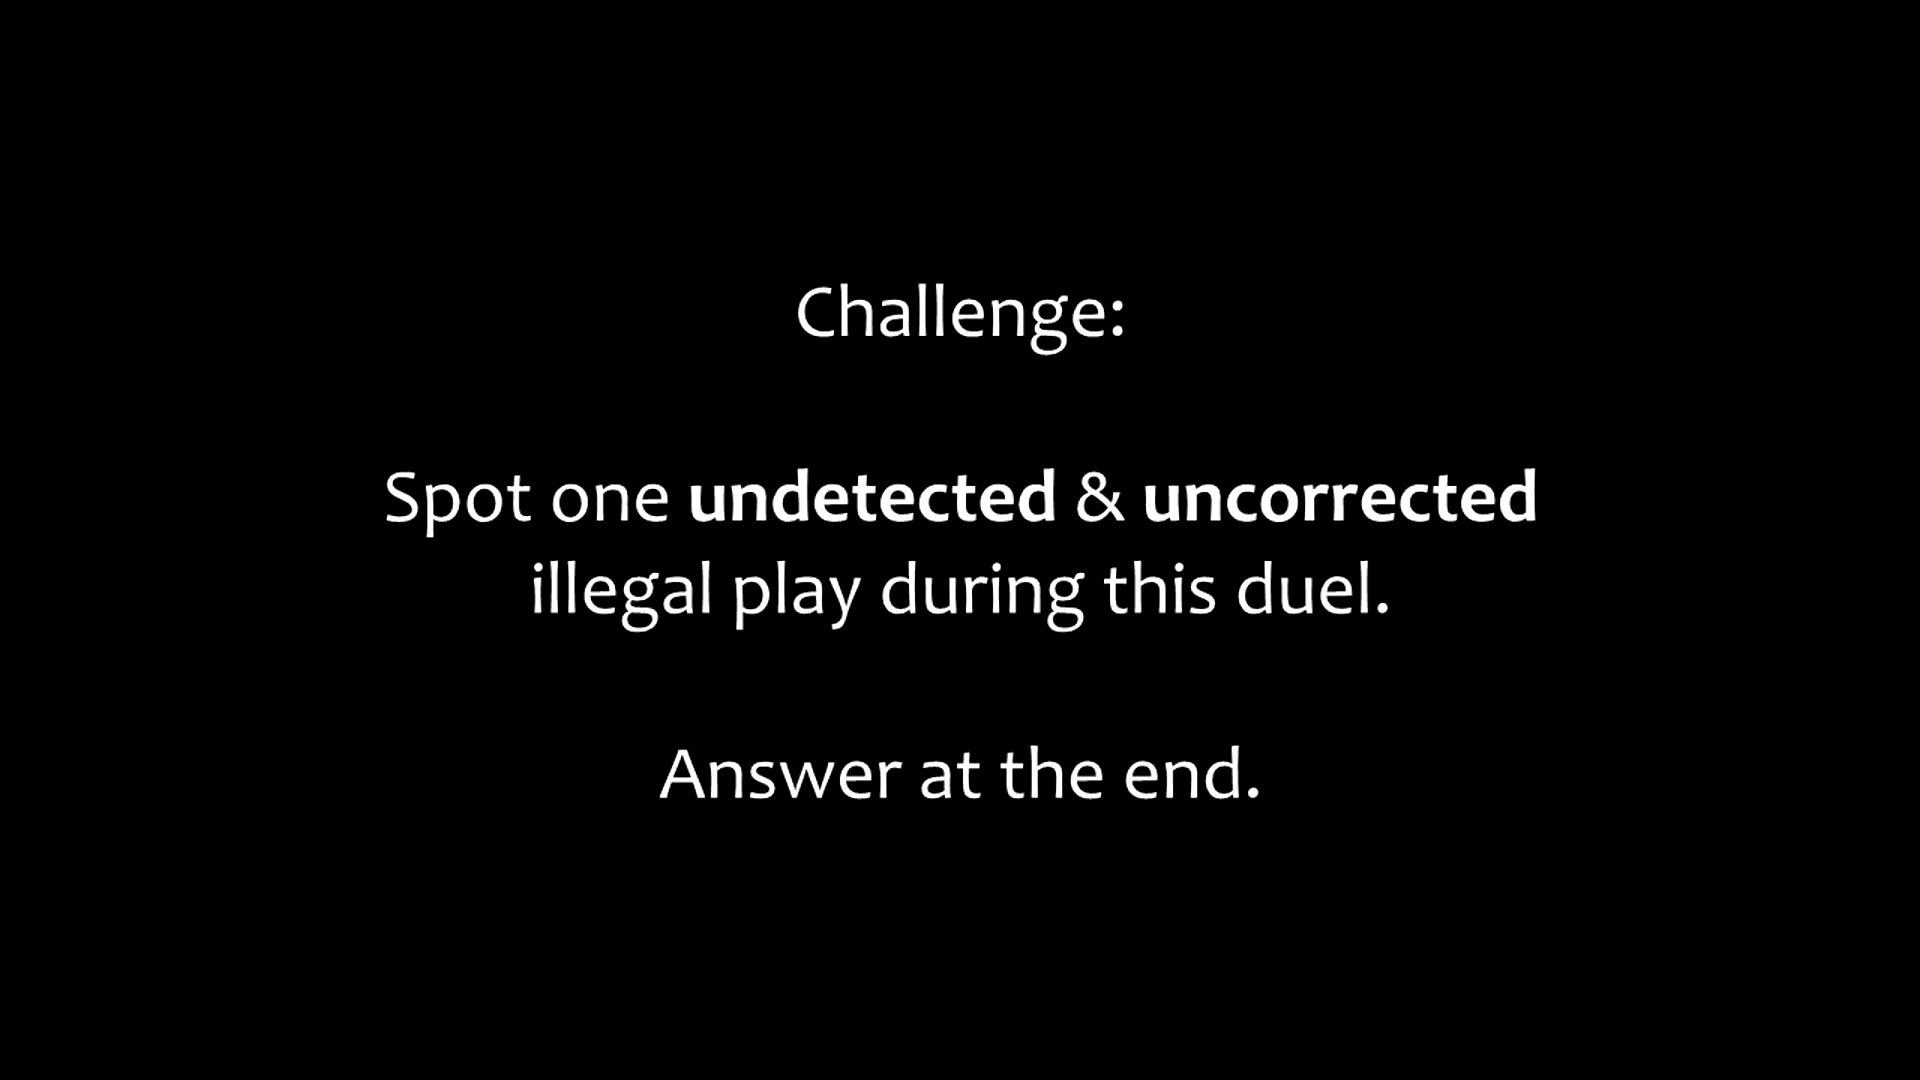 Challenge:
Spot one undetected & uncorrected
illegal play during this duel.
Answer at the end.